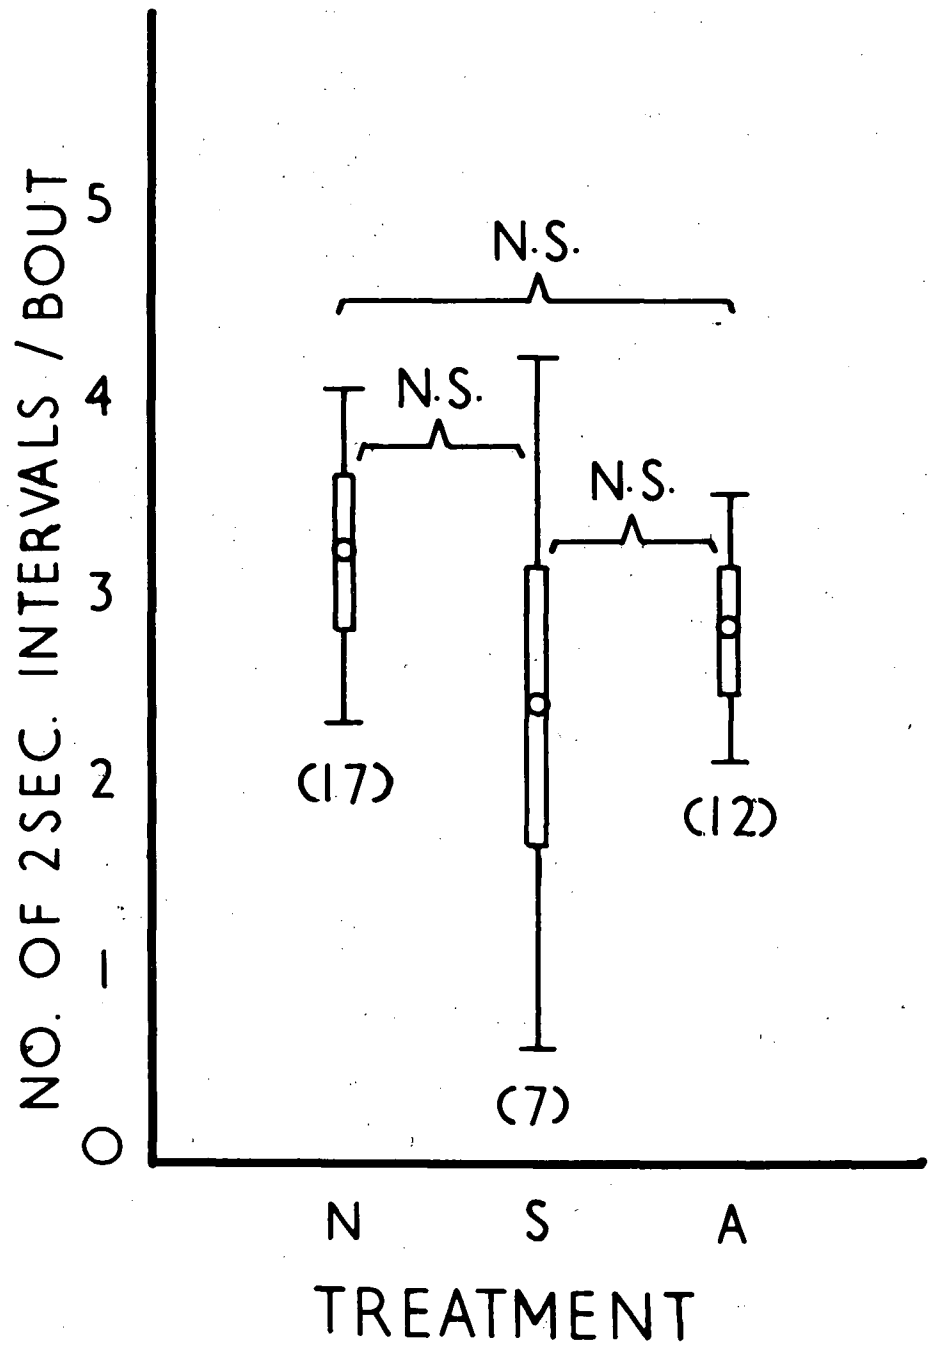 NO. OF 2SEC. INTERVALS / BOUT
5
4
3
2
1
0
N.S.
N.S.
N.S.
(17)
(7)
(12)
N S A
TREATMENT